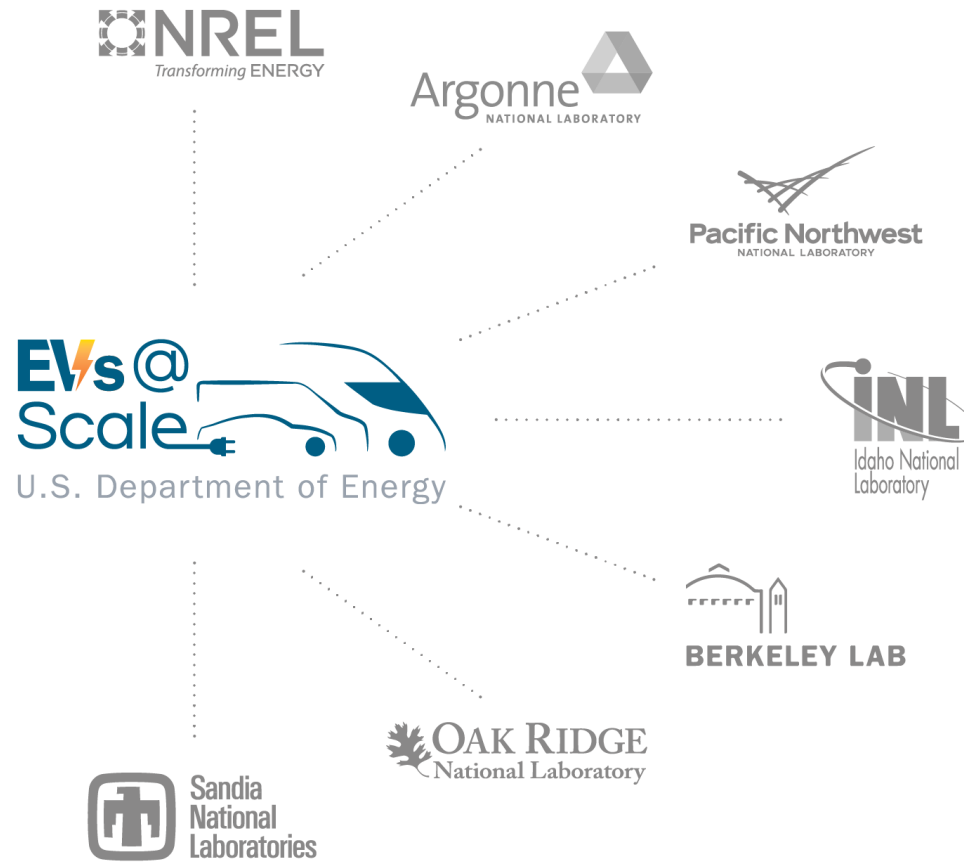 NREL
Transforming ENERGY
Argonne
NATIONAL LABORATORY
Pacific Northwest
NATIONAL LABORATORY
EVs @
Scale
U.S. Department of Energy
INL
Idaho National
Laboratory
BERKELEY LAB
OAK RIDGE
National Laboratory
Sandia
National
Laboratories